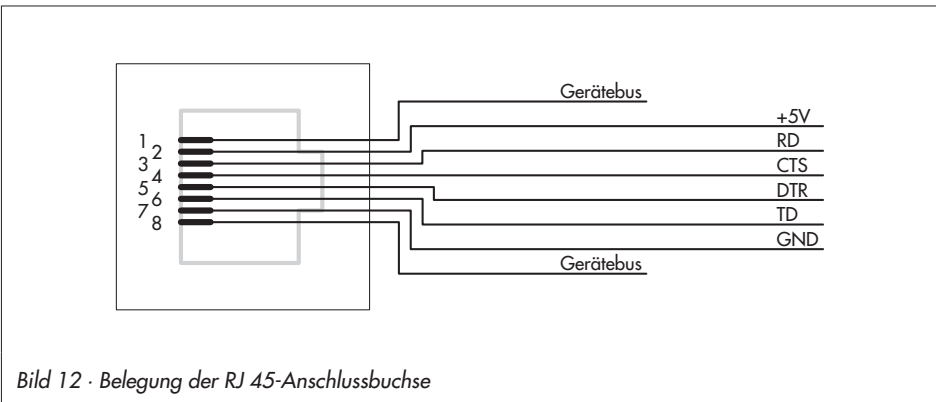 Gerätebus
+5V
1
RD
2
3
CTS
4
5
DTR
6
7
TD
8
GND
Gerätebus
Bild 12 · Belegung der RJ 45-Anschlussbuchse